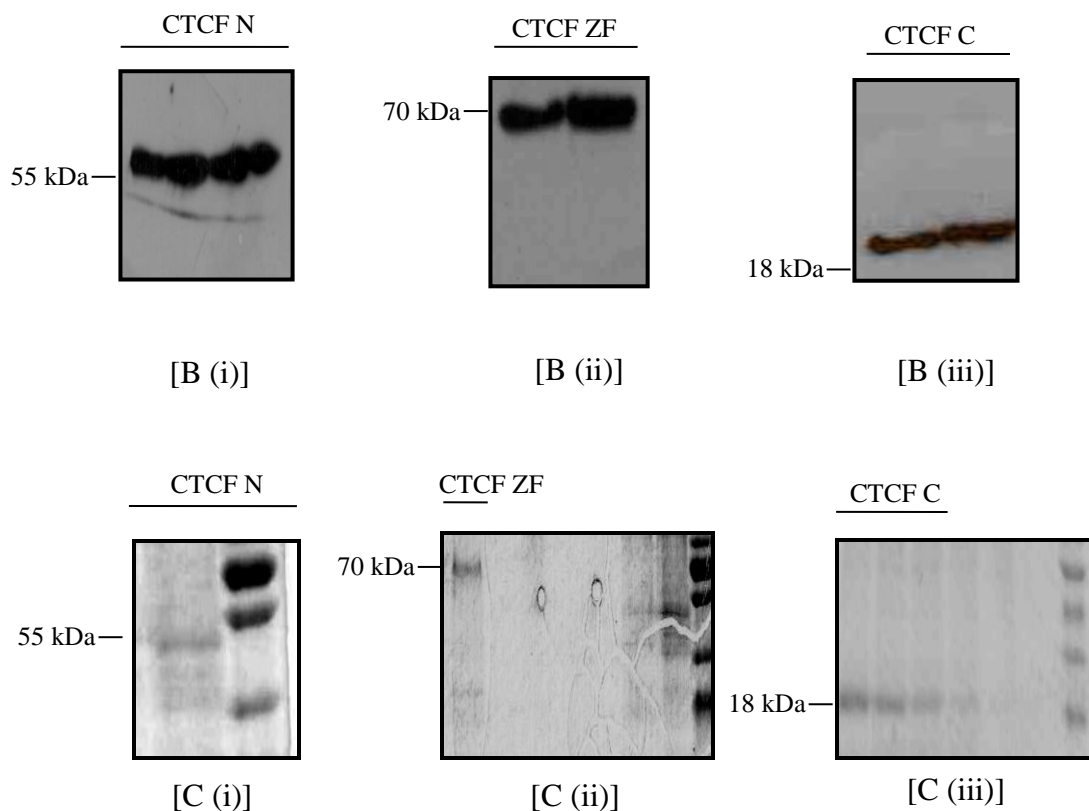 CTCF N
CTCF ZF
CTCF C
55 kDa
70 kDa
18 kDa
[B (i)]
[B (ii)]
[B (iii)]
CTCF N
CTCF ZF
CTCF C
55 kDa
70 kDa
18 kDa
[C (i)]
[C (ii)]
[C (iii)]